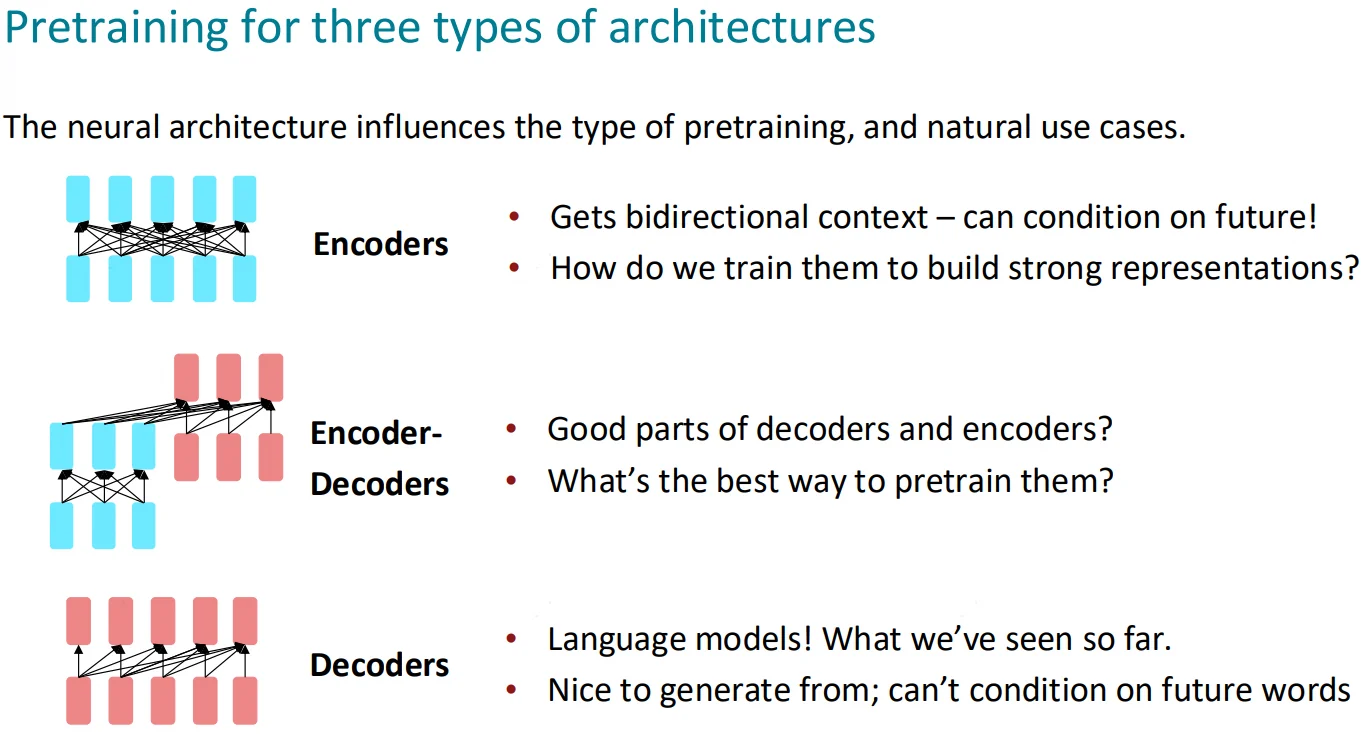 Pretraining for three types of architectures
The neural architecture influences the type of pretraining, and natural use cases.
Encoders
• Gets bidirectional context – can condition on future!
• How do we train them to build strong representations?
Encoder-
Decoders
• Good parts of decoders and encoders?
• What’s the best way to pretrain them?
Decoders
• Language models! What we’ve seen so far.
• Nice to generate from; can’t condition on future words